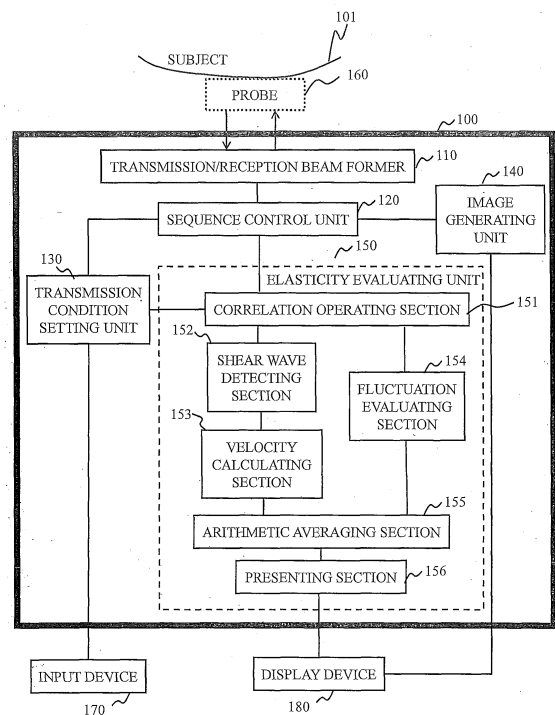 101
SUBJECT
160
PROBE
100
TRANSMISSION/RECEPTION BEAM FORMER
110
140
120
SEQUENCE CONTROL UNIT
IMAGE
GENERATING
UNIT
150
130
ELASTICITY EVALUATING UNIT
TRANSMISSION
CONDITION
SETTING UNIT
CORRELATION OPERATING SECTION
151
152
SHEAR WAVE
DETECTING
SECTION
154
FLUCTUATION
EVALUATING
SECTION
153
VELOCITY
CALCULATING
SECTION
155
ARITHMETIC AVERAGING SECTION
PRESENTING SECTION
156
INPUT DEVICE
170
DISPLAY DEVICE
180